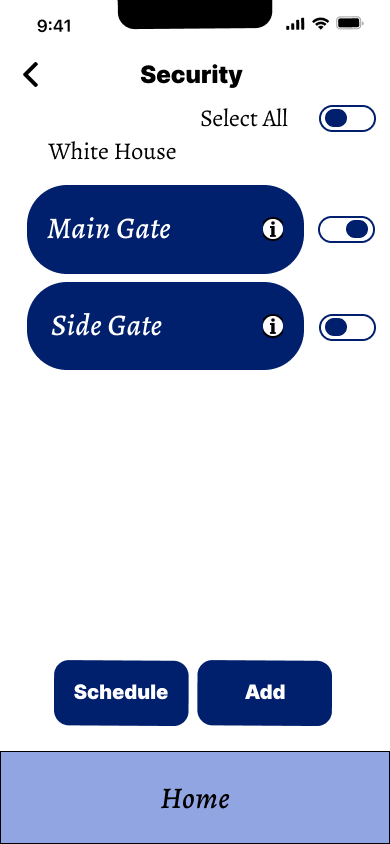 9:41
Security
Select All
White House
Main Gate
Side Gate
Schedule
Add
Home